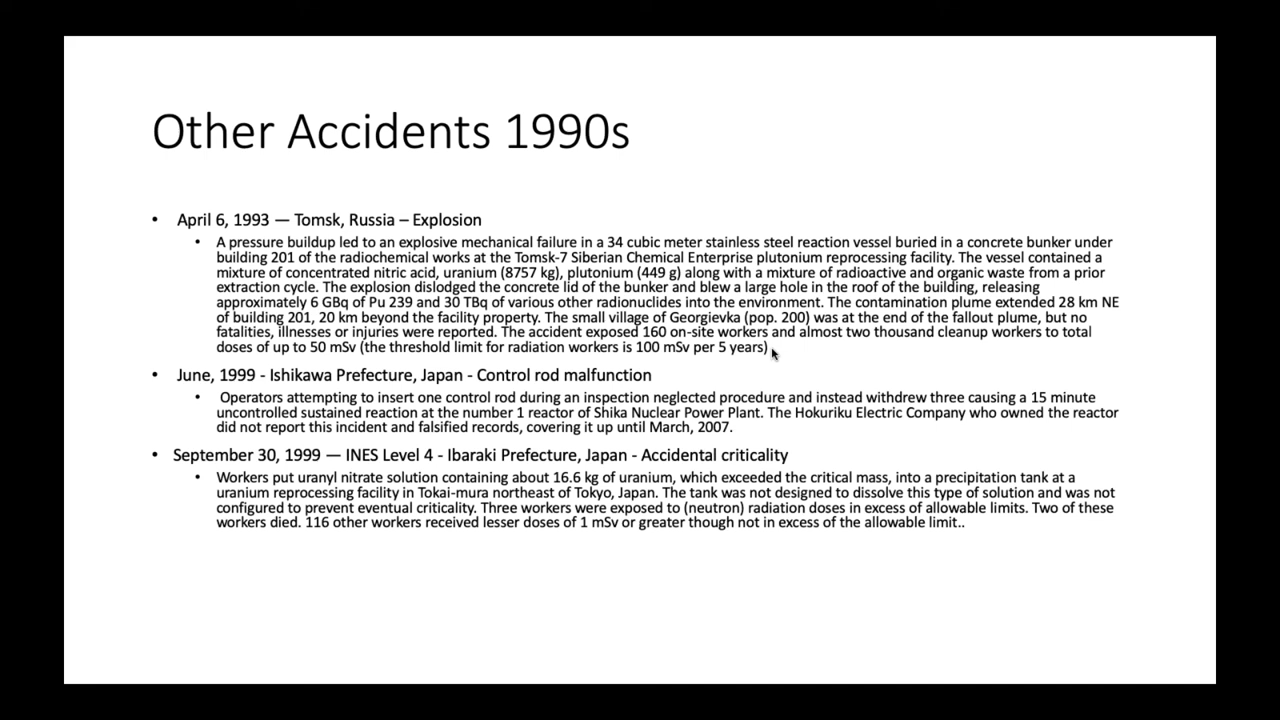 Other Accidents 1990s
• April 6, 1993 — Tomsk, Russia – Explosion
• A pressure buildup led to an explosive mechanical failure in a 34 cubic meter stainless steel reaction vessel buried in a concrete bunker under
building 201 of the radiochemical works at the Tomsk-7 Siberian Chemical Enterprise plutonium reprocessing facility. The vessel contained a
mixture of concentrated nitric acid, uranium (8757 kg), plutonium (449 g) along with a mixture of radioactive and organic waste from a prior
extraction cycle. The explosion dislodged the concrete lid of the bunker and blew a large hole in the roof of the building, releasing
approximately 6 GBq of Pu 239 and 30 TBq of various other radionuclides into the environment. The contamination plume extended 28 km NE
of building 201, 20 km beyond the facility property. The small village of Georgievka (pop. 200) was at the end of the fallout plume, but no
fatalities, illnesses or injuries were reported. The accident exposed 160 on-site workers and almost two thousand cleanup workers to total
doses of up to 50 mSv (the threshold limit for radiation workers is 100 mSv per 5 years)
• June, 1999 - Ishikawa Prefecture, Japan - Control rod malfunction
• Operators attempting to insert one control rod during an inspection neglected procedure and instead withdrew three causing a 15 minute
uncontrolled sustained reaction at the number 1 reactor of Shika Nuclear Power Plant. The Hokuriku Electric Company who owned the reactor
did not report this incident and falsified records, covering it up until March, 2007.
• September 30, 1999 — INES Level 4 - Ibaraki Prefecture, Japan - Accidental criticality
• Workers put uranyl nitrate solution containing about 16.6 kg of uranium, which exceeded the critical mass, into a precipitation tank at a
uranium reprocessing facility in Tokai-mura northeast of Tokyo, Japan. The tank was not designed to dissolve this type of solution and was not
configured to prevent eventual criticality. Three workers were exposed to (neutron) radiation doses in excess of allowable limits. Two of these
workers died. 116 other workers received lesser doses of 1 mSv or greater though not in excess of the allowable limit..